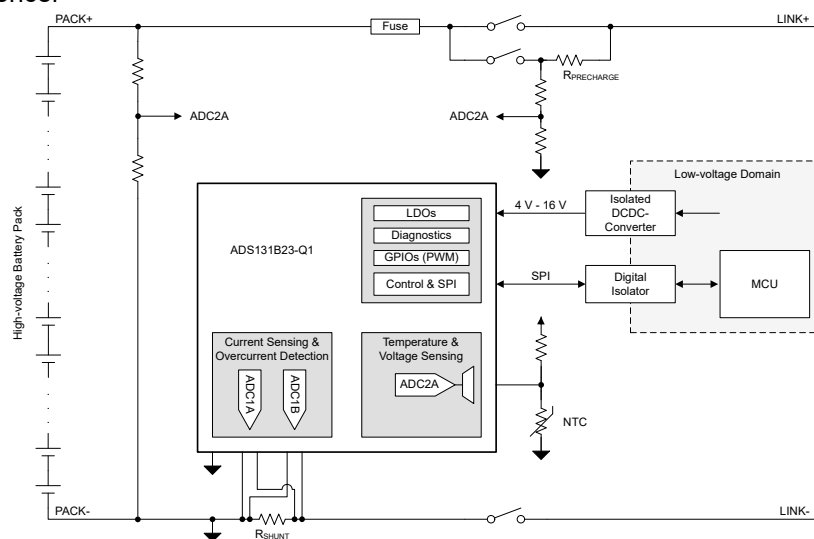 PACK+
Fuse
LINK+
RPRECHARGE
ADC2A
ADC2A
High-voltage Battery Pack
Low-voltage Domain
ADS131B23-Q1
LDOs
Diagnostics
GPIOs (PWM)
Control & SPI
4 V - 16 V
Isolated
DCDC-
Converter
SPI
Digital
Isolator
MCU
Current Sensing &
Overcurrent Detection
ADC1A
ADC1B
Temperature &
Voltage Sensing
ADC2A
NTC
PACK-
RSHUNT
LINK-